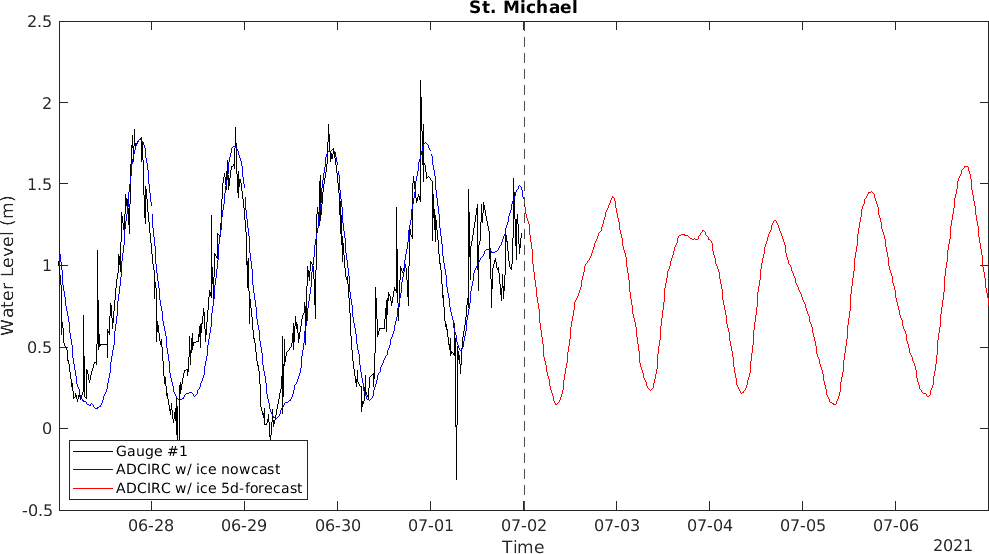 St. Michael
2.5
2
1.5
1
0.5
0
-0.5
Water Level (m)
Gauge #1
ADCIRC w/ ice nowcast
ADCIRC w/ ice 5d-forecast
06-28 06-29 06-30 07-01 07-02 07-03 07-04 07-05 07-06
Time
2021